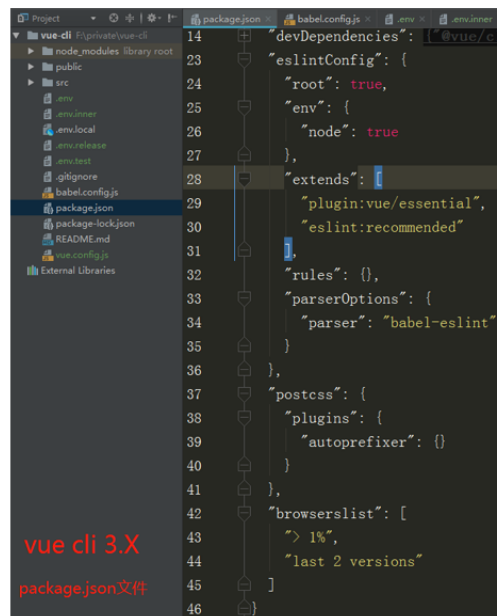 Project
package.json
babel.config.js
.env
.env.inner
vue-cli F:\private\vue-cli
node_modules library root
public
src
.env
.env.inner
.env.local
.env.release
.env.test
.gitignore
babel.config.js
package.json
package-lock.json
README.md
vue.config.js
External Libraries
14 "devDependencies": {"@vue/c
23 "eslintConfig": {
24 "root": true,
25 "env": {
26 "node": true
27 },
28 "extends": [
29 "plugin:vue/essential",
30 "eslint:recommended"
31 ],
32 "rules": {},
33 "parserOptions": {
34 "parser": "babel-eslint"
35 }
36 },
37 "postcss": {
38 "plugins": {
39 "autoprefixer": {}
40 }
41 },
42 "browserslist": [
43 "> 1%",
44 "last 2 versions"
45 ]
46 }
vue cli 3.X
package.json文件